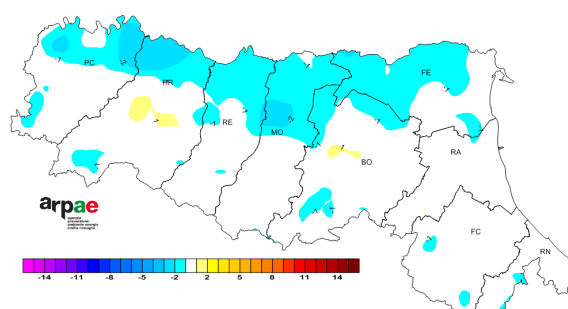 PC
PR
RE
MO
BO
FE
RA
FC
RN
arpae
agenzia
prevenzione
ambiente energia
emilia-romagna
-14 -11 -8 -5 -2 2 5 8 11 14